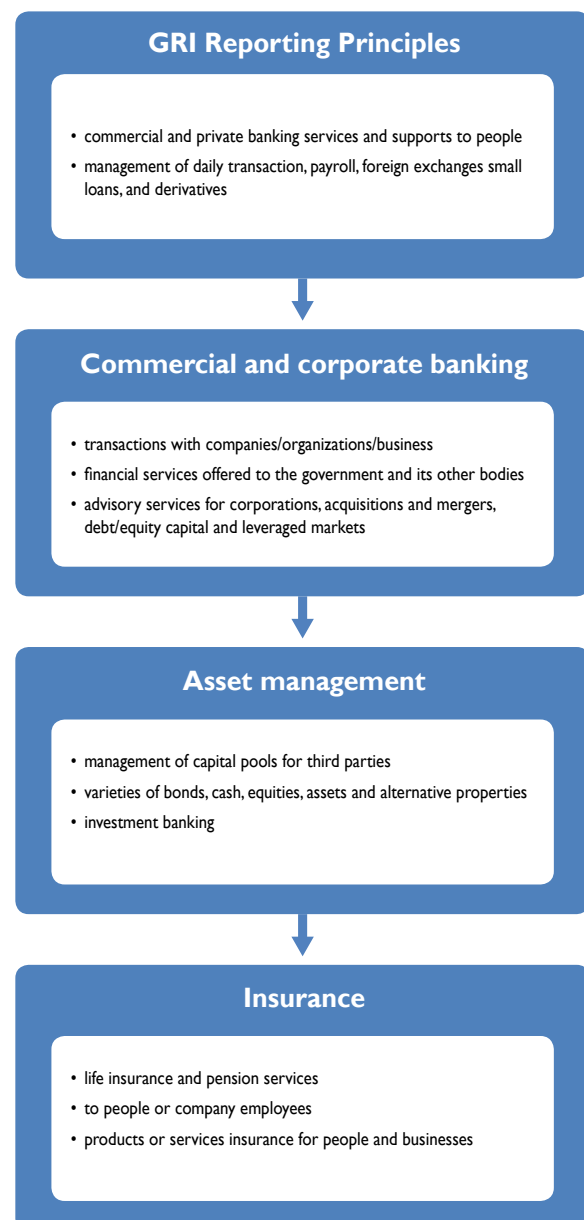 GRI Reporting Principles
• commercial and private banking services and supports to people
• management of daily transaction, payroll, foreign exchanges small
loans, and derivatives
Commercial and corporate banking
• transactions with companies/organizations/business
• financial services offered to the government and its other bodies
• advisory services for corporations, acquisitions and mergers,
debt/equity capital and leveraged markets
Asset management
• management of capital pools for third parties
• varieties of bonds, cash, equities, assets and alternative properties
• investment banking
Insurance
• life insurance and pension services
• to people or company employees
• products or services insurance for people and businesses